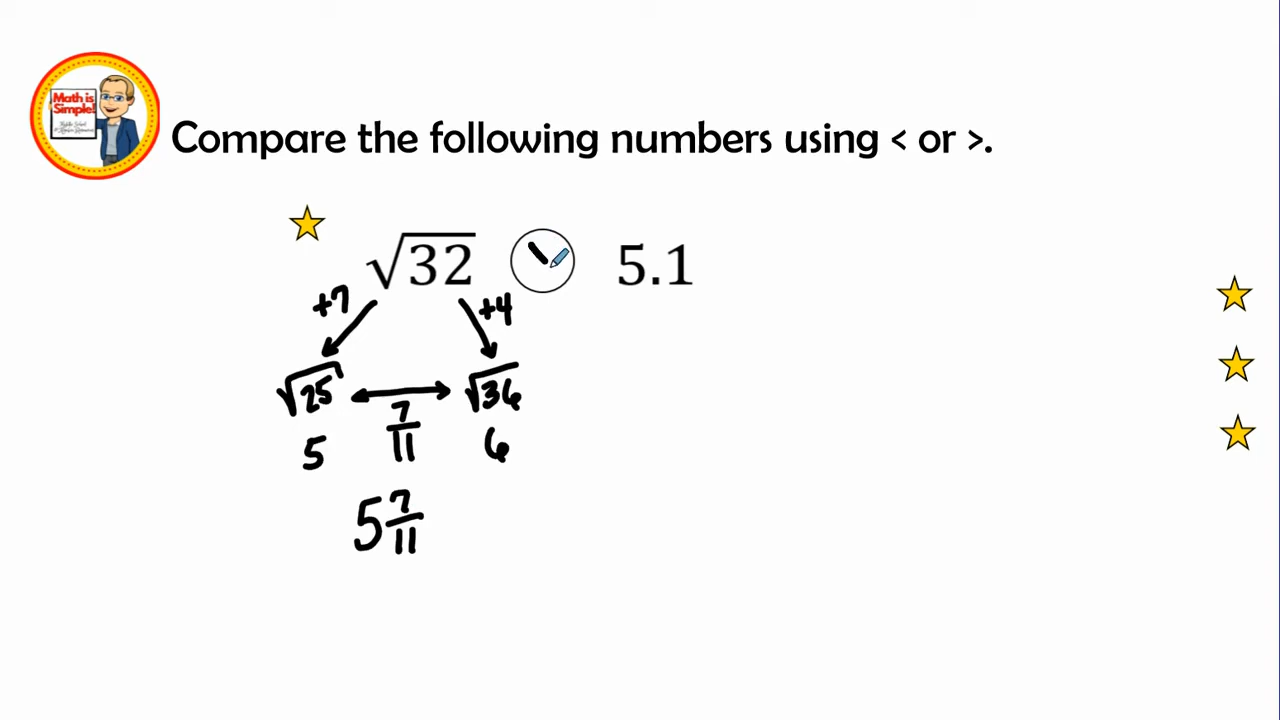 Math is
Simple!
Compare the following numbers using < or >.
√32 5.1
+7 +4
√25 √36
7/11
5 6
5 7/11